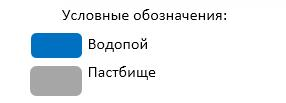 Условные обозначения:
Водопой
Пастбище